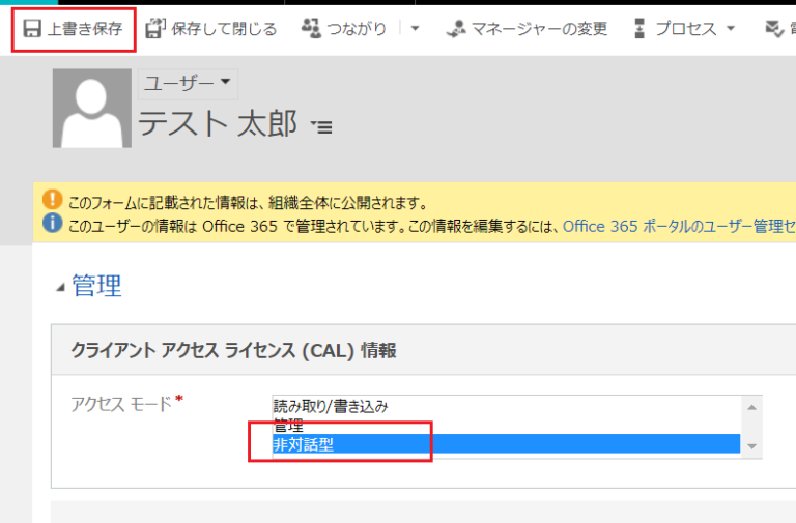 上書き保存 保存して閉じる つながり マネージャーの変更 プロセス
ユーザー
テスト 太郎
このフォームに記載された情報は、組織全体に公開されます。
このユーザーの情報は Office 365 で管理されています。この情報を編集するには、Office 365 ポータルのユーザー管理セ
管理
クライアント アクセス ライセンス (CAL) 情報
アクセス モード*
読み取り/書き込み
管理
非対話型